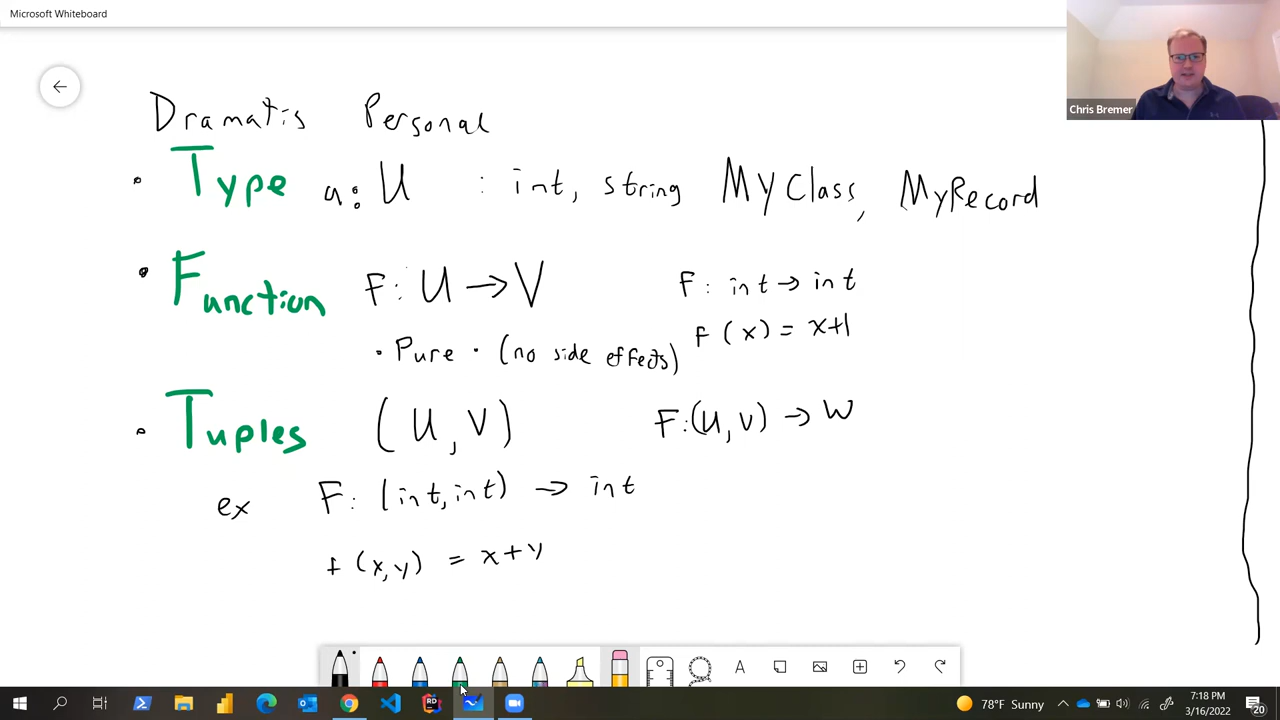 Microsoft Whiteboard
Chris Bremer
Dramatis Personal
• Type a: U : int, string MyClass, MyRecord
• Function F: U → V F: int → int
• Pure • (no side effects) f(x) = x+1
• Tuples (U, V) F:(U, V) → W
ex F: (int, int) → int
f(x,y) = x+y
A
RD
78°F Sunny
7:18 PM
3/16/2022
20